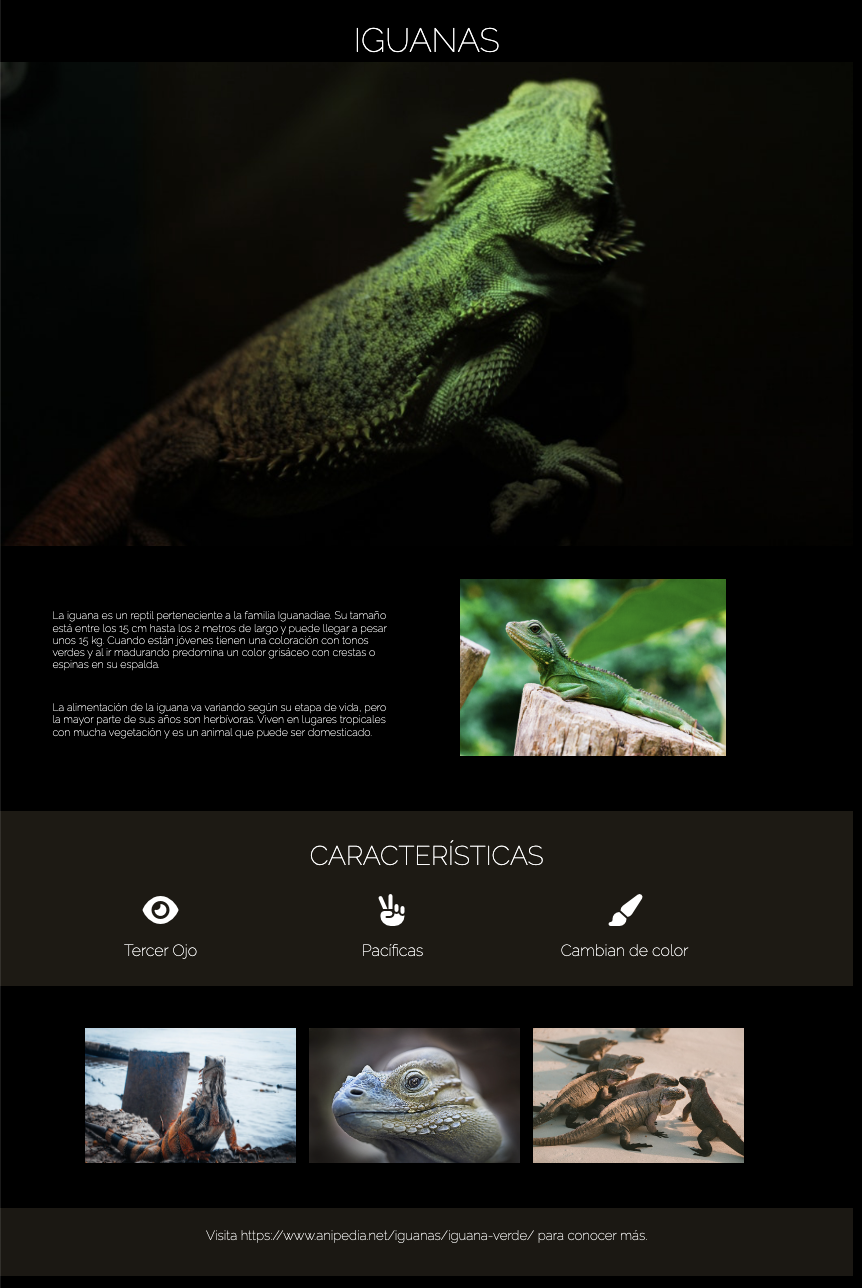 IGUANAS
La iguana es un reptil perteneciente a la familia Iguanadiae. Su tamaño
está entre los 15 cm hasta los 2 metros de largo y puede llegar a pesar
unos 15 kg. Cuando están jóvenes tienen una coloración con tonos
verdes y al ir madurando predomina un color grisáceo con crestas o
espinas en su espalda.
La alimentación de la iguana va variando según su etapa de vida, pero
la mayor parte de sus años son herbívoras. Viven en lugares tropicales
con mucha vegetación y es un animal que puede ser domesticado.
CARACTERÍSTICAS
Tercer Ojo
Pacíficas
Cambian de color
Visita https://www.anipedia.net/iguanas/iguana-verde/ para conocer más.